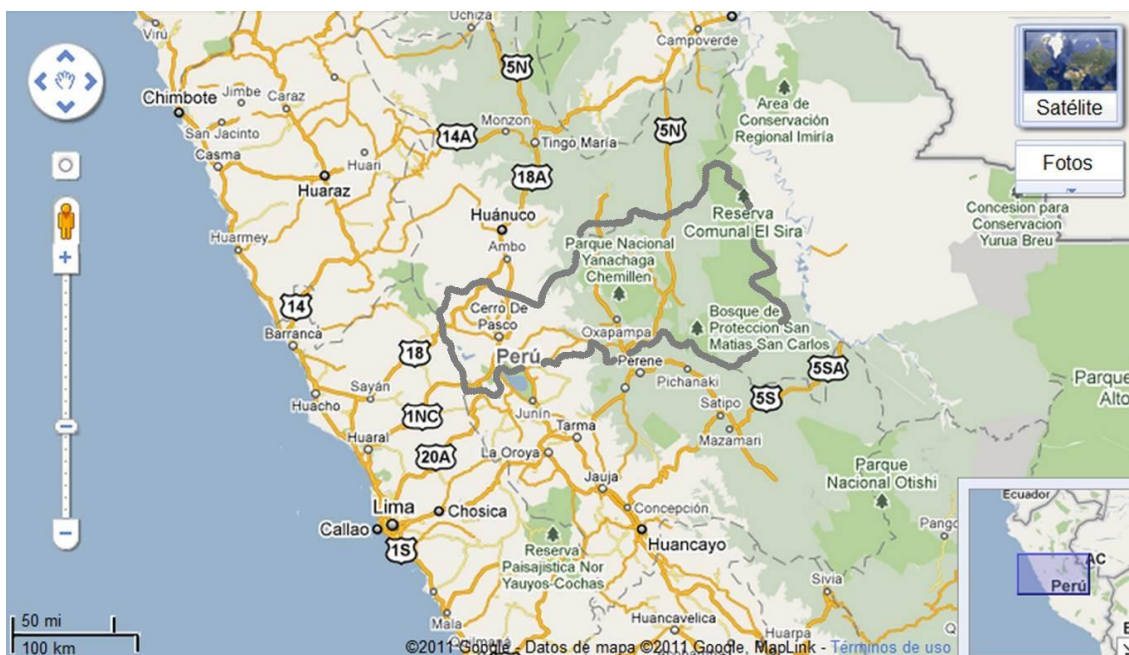 Virú
Uchiza
Campoverde
5N
Chimbote
Jimbe
Caraz
San Jacinto
Casma
Huari
Huaraz
14A
Monzon
Tingo María
5N
18A
Area de
Conservación
Regional Imiría
Satélite
Fotos
Huánuco
Ambo
Huarmey
Reserva
Comunal El Sira
Concesion para
Conservacion
Yurua Breu
Parque Nacional
Yanachaga
Chemillen
14
Barranca
Cerro De
Pasco
Oxapampa
Bosque de
Proteccion San
Matias San Carlos
18
Perú
Perene
5SA
Sayán
Huacho
1NC
Junín
Pichanaki
5S
Satipo
Mazamari
Parque
Alto
Huaral
20A
Tarma
La Oroya
Jauja
Parque
Nacional Otishi
Lima
Callao
Chosica
1S
Concepción
Huancayo
Reserva
Paisajistica Nor
Yauyos-Cochas
Pango
Ecuador
AC
Perú
Sivia
Mala
Huancavelica
Huarpa
50 mi
100 km
©2011 Google - Datos de mapa ©2011 Google, MapLink - Términos de uso